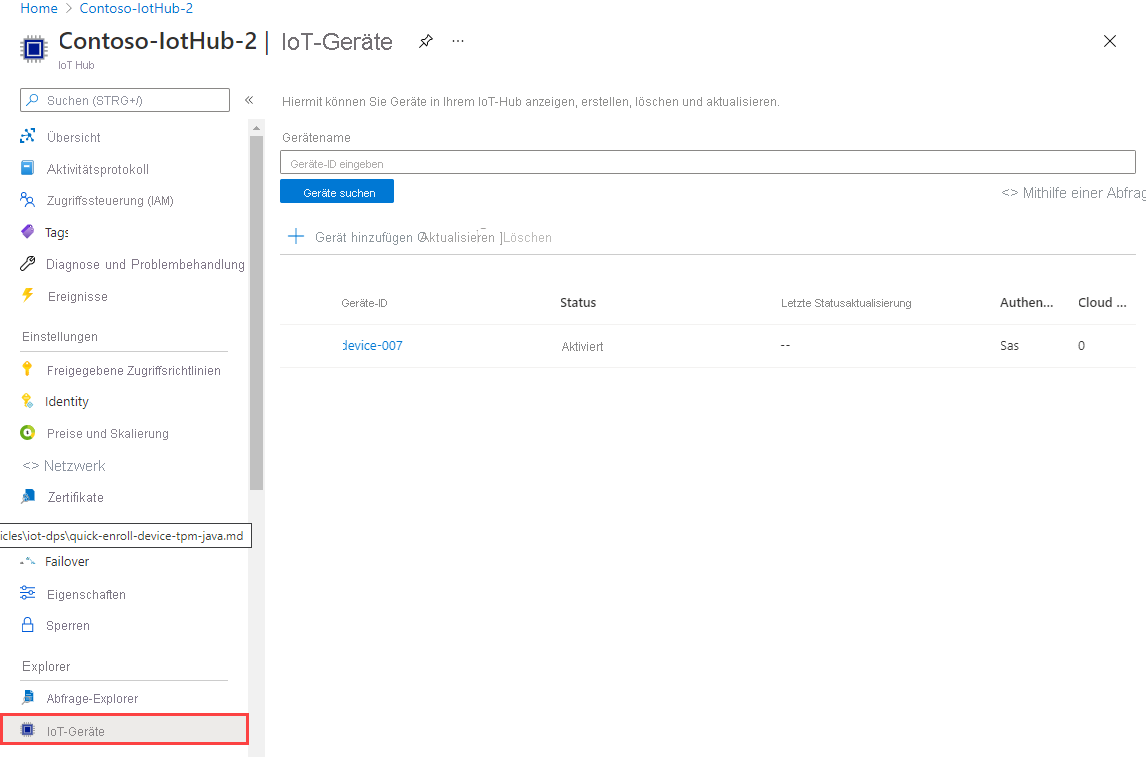 Home > Contoso-IotHub-2
Contoso-IotHub-2 | IoT-Geräte ...
IoT Hub
Suchen (STRG+/) «
Übersicht
Aktivitätsprotokoll
Zugriffssteuerung (IAM)
Tags
Diagnose und Problembehandlung
Ereignisse
Einstellungen
Freigegebene Zugriffsrichtlinien
Identity
Preise und Skalierung
<> Netzwerk
Zertifikate
icles\iot-dps\quick-enroll-device-tpm-java.md
Failover
Eigenschaften
Sperren
Explorer
Abfrage-Explorer
IoT-Geräte
Hiermit können Sie Geräte in Ihrem IoT-Hub anzeigen, erstellen, löschen und aktualisieren.
Gerätename
Geräte-ID eingeben
Geräte suchen
<> Mithilfe einer Abfrag
Gerät hinzufügen Aktualisieren Löschen
Geräte-ID Status Letzte Statusaktualisierung Authen... Cloud ...
device-007 Aktiviert -- Sas 0